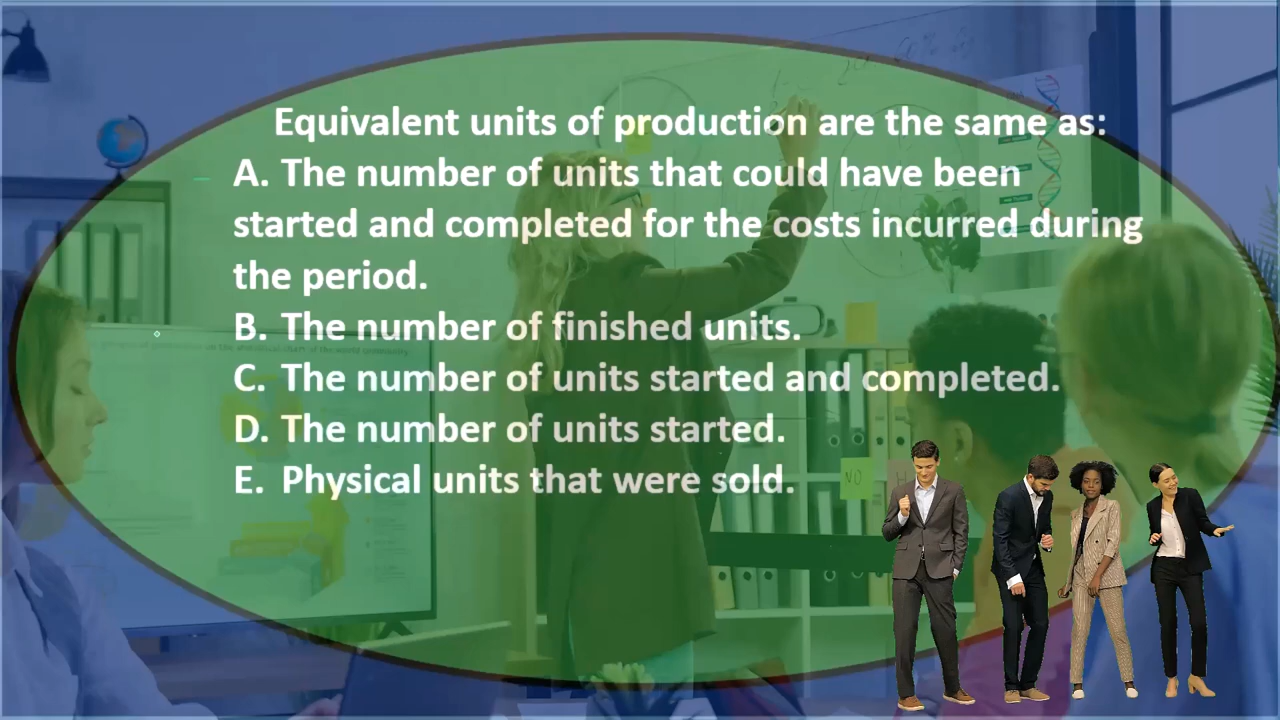 Equivalent units of production are the same as:
A. The number of units that could have been
started and completed for the costs incurred during
the period.
B. The number of finished units.
C. The number of units started and completed.
D. The number of units started.
E. Physical units that were sold.
NO